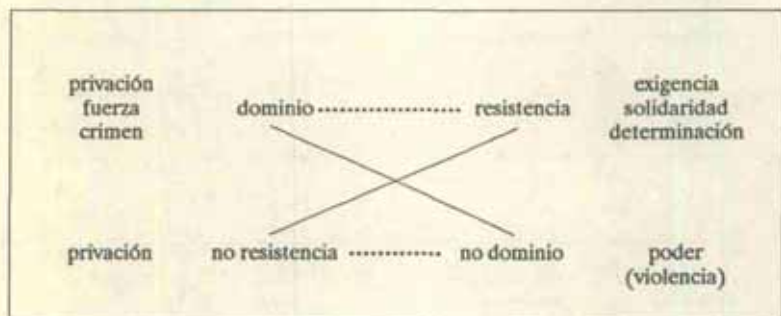 privación
fuerza
crimen
dominio
resistencia
exigencia
solidaridad
determinación
privación
no resistencia
no dominio
poder
(violencia)